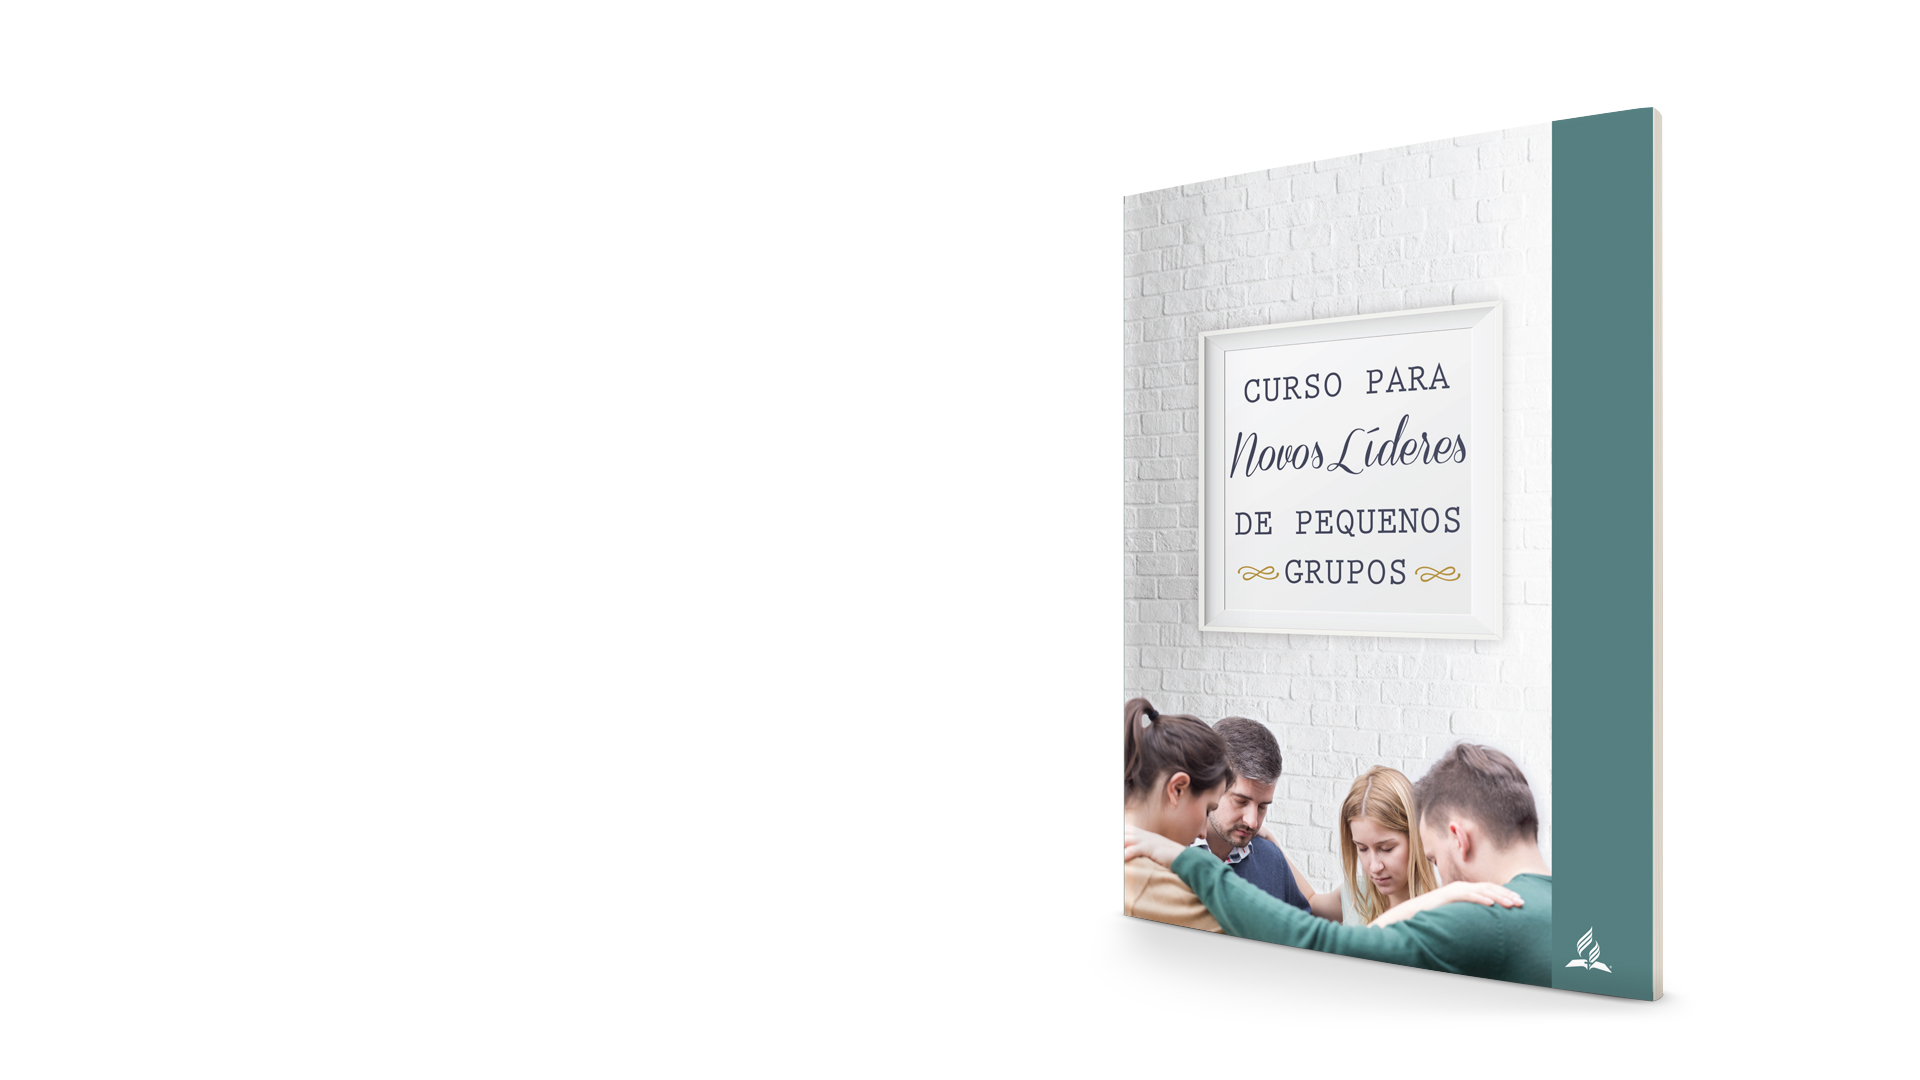 CURSO PARA
Novos Líderes
DE PEQUENOS
GRUPOS